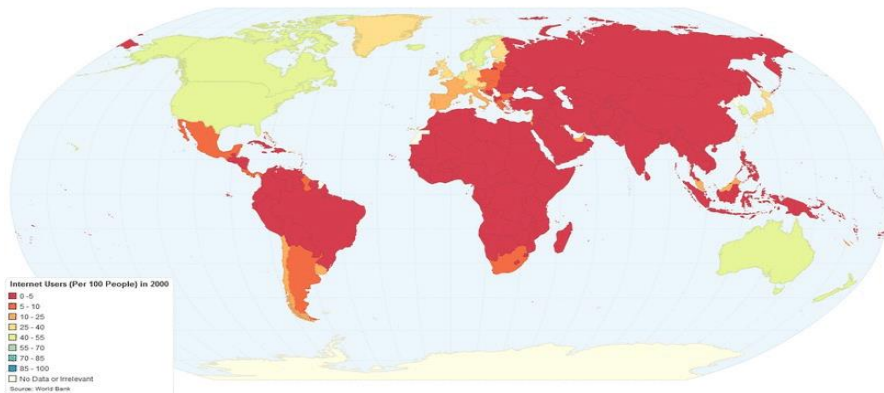 Internet Users (Per 100 People) in 2000
0 -5
5 - 10
10 - 25
25 - 40
40 - 55
55 - 70
70 - 85
85 - 100
No Data or Irrelevant
Source: World Bank